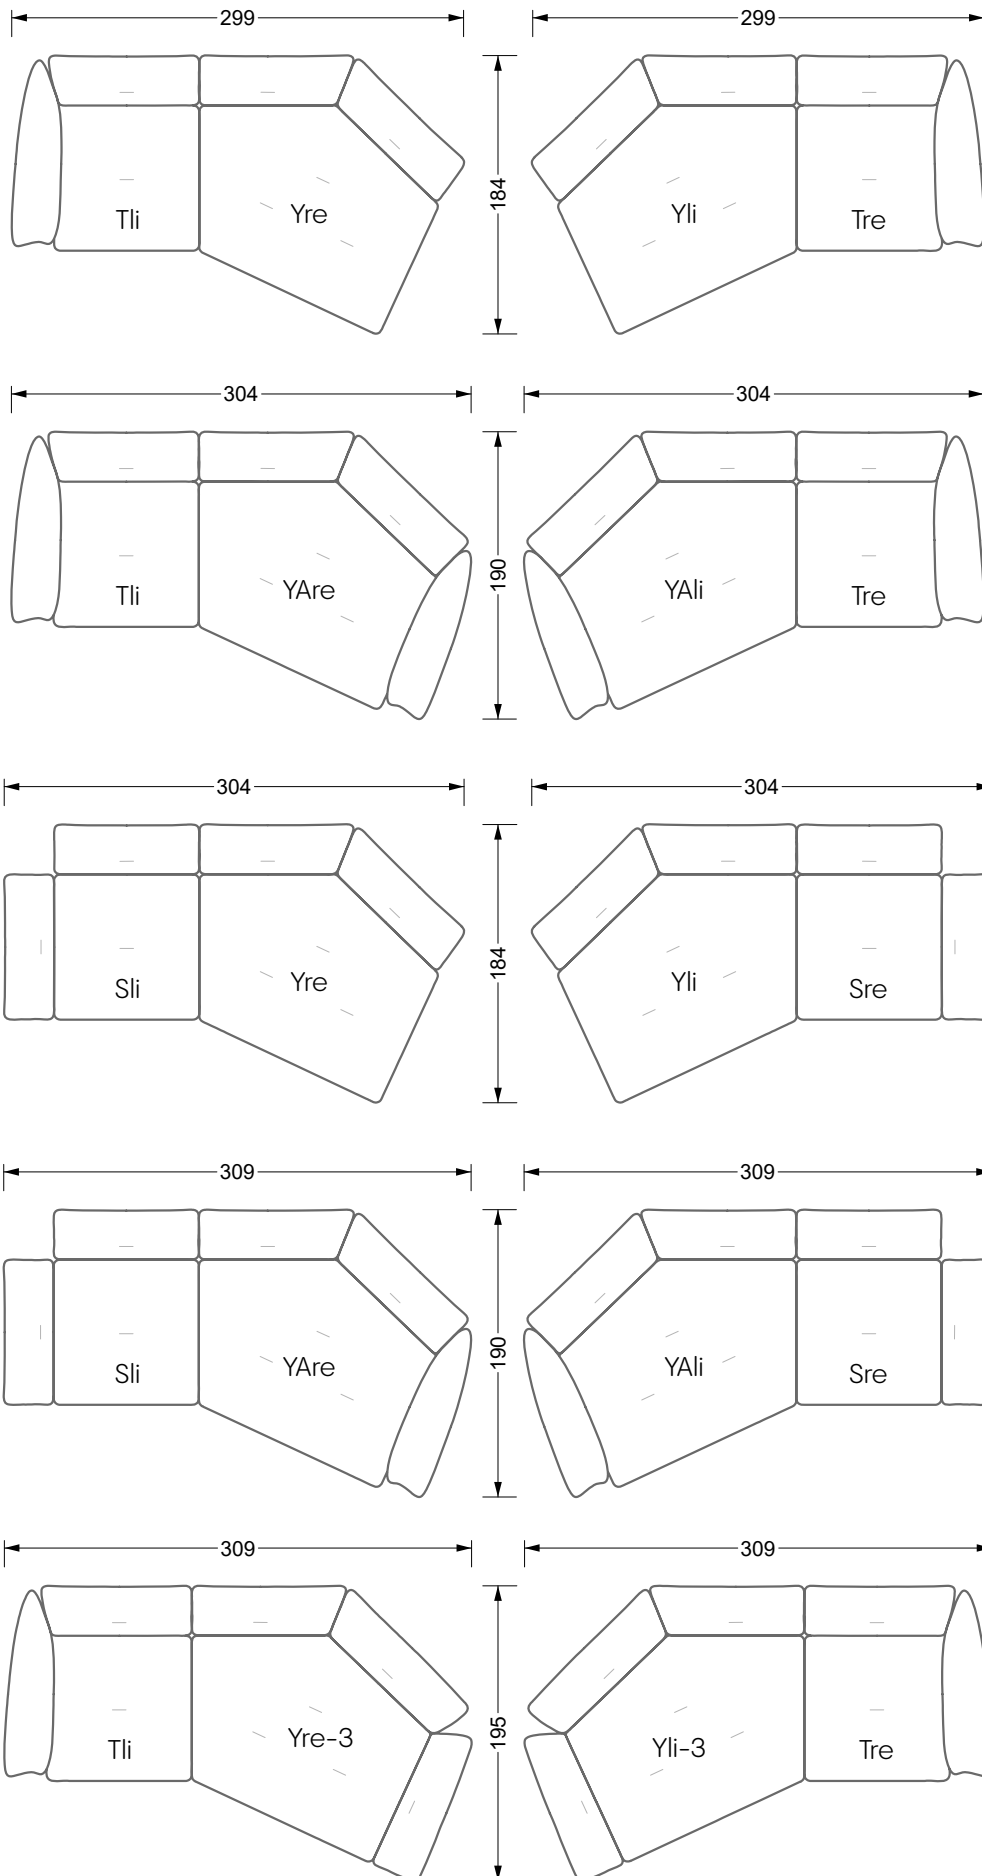 299 299
184
Tli Yre Yli Tre
304 304
190
Tli YAre YAli Tre
304 304
184
Sli Yre Yli Sre
309 309
190
Sli YAre YAli Sre
309 309
195
Tli Yre-3 Yli-3 Tre